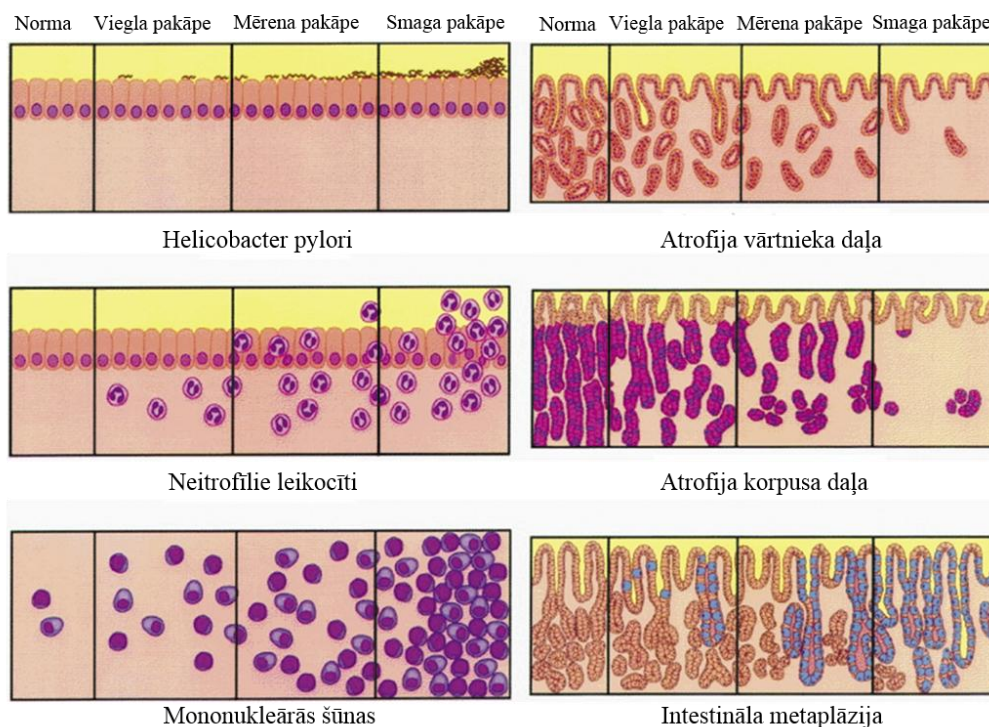 Norma Viegla pakāpe Mērena pakāpe Smaga pakāpe
Norma Viegla pakāpe Mērena pakāpe Smaga pakāpe
Helicobacter pylori
Atrofija vārtnieka daļa
Neitrofīlie leikocīti
Atrofija korpusa daļa
Mononukleārās šūnas
Intestināla metaplāzija